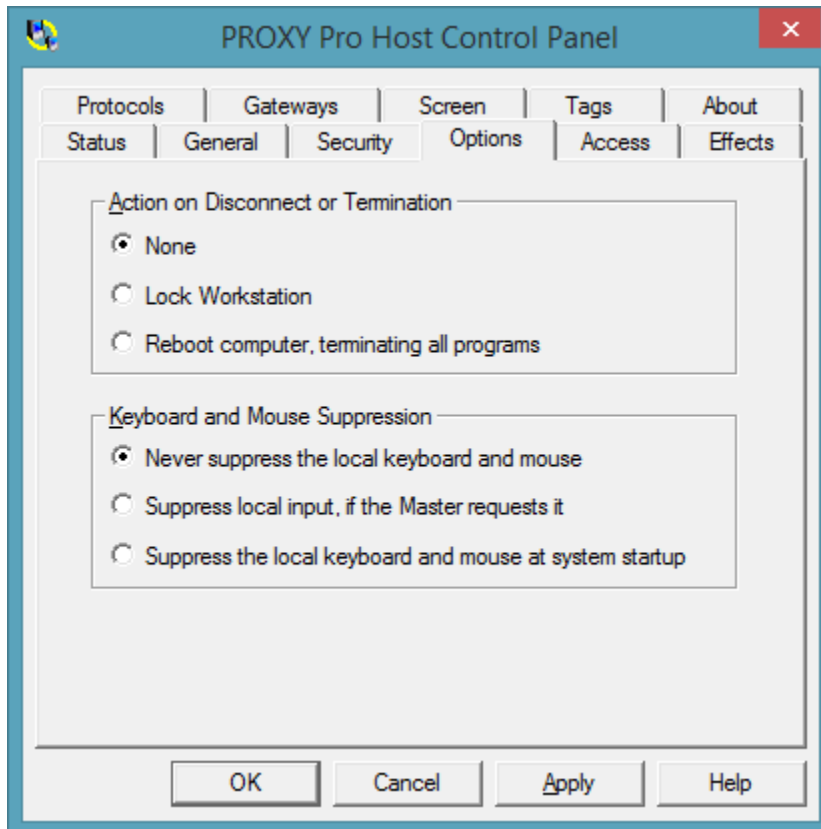 PROXY Pro Host Control Panel
Protocols Gateways Screen Tags About
Status General Security Options Access Effects
Action on Disconnect or Termination
None
Lock Workstation
Reboot computer, terminating all programs
Keyboard and Mouse Suppression
Never suppress the local keyboard and mouse
Suppress local input, if the Master requests it
Suppress the local keyboard and mouse at system startup
OK Cancel Apply Help